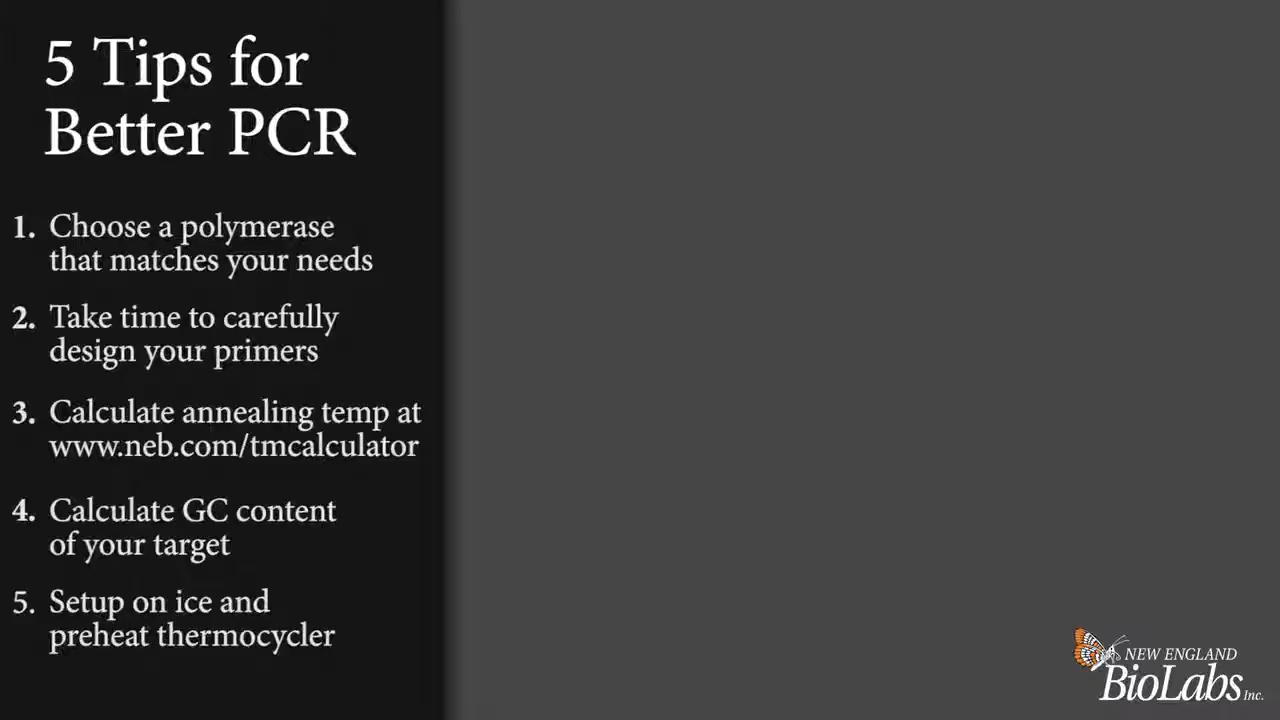 5 Tips for
Better PCR
1. Choose a polymerase
that matches your needs
2. Take time to carefully
design your primers
3. Calculate annealing temp at
www.neb.com/tmcalculator
4. Calculate GC content
of your target
5. Setup on ice and
preheat thermocycler
NEW ENGLAND
BioLabs Inc.